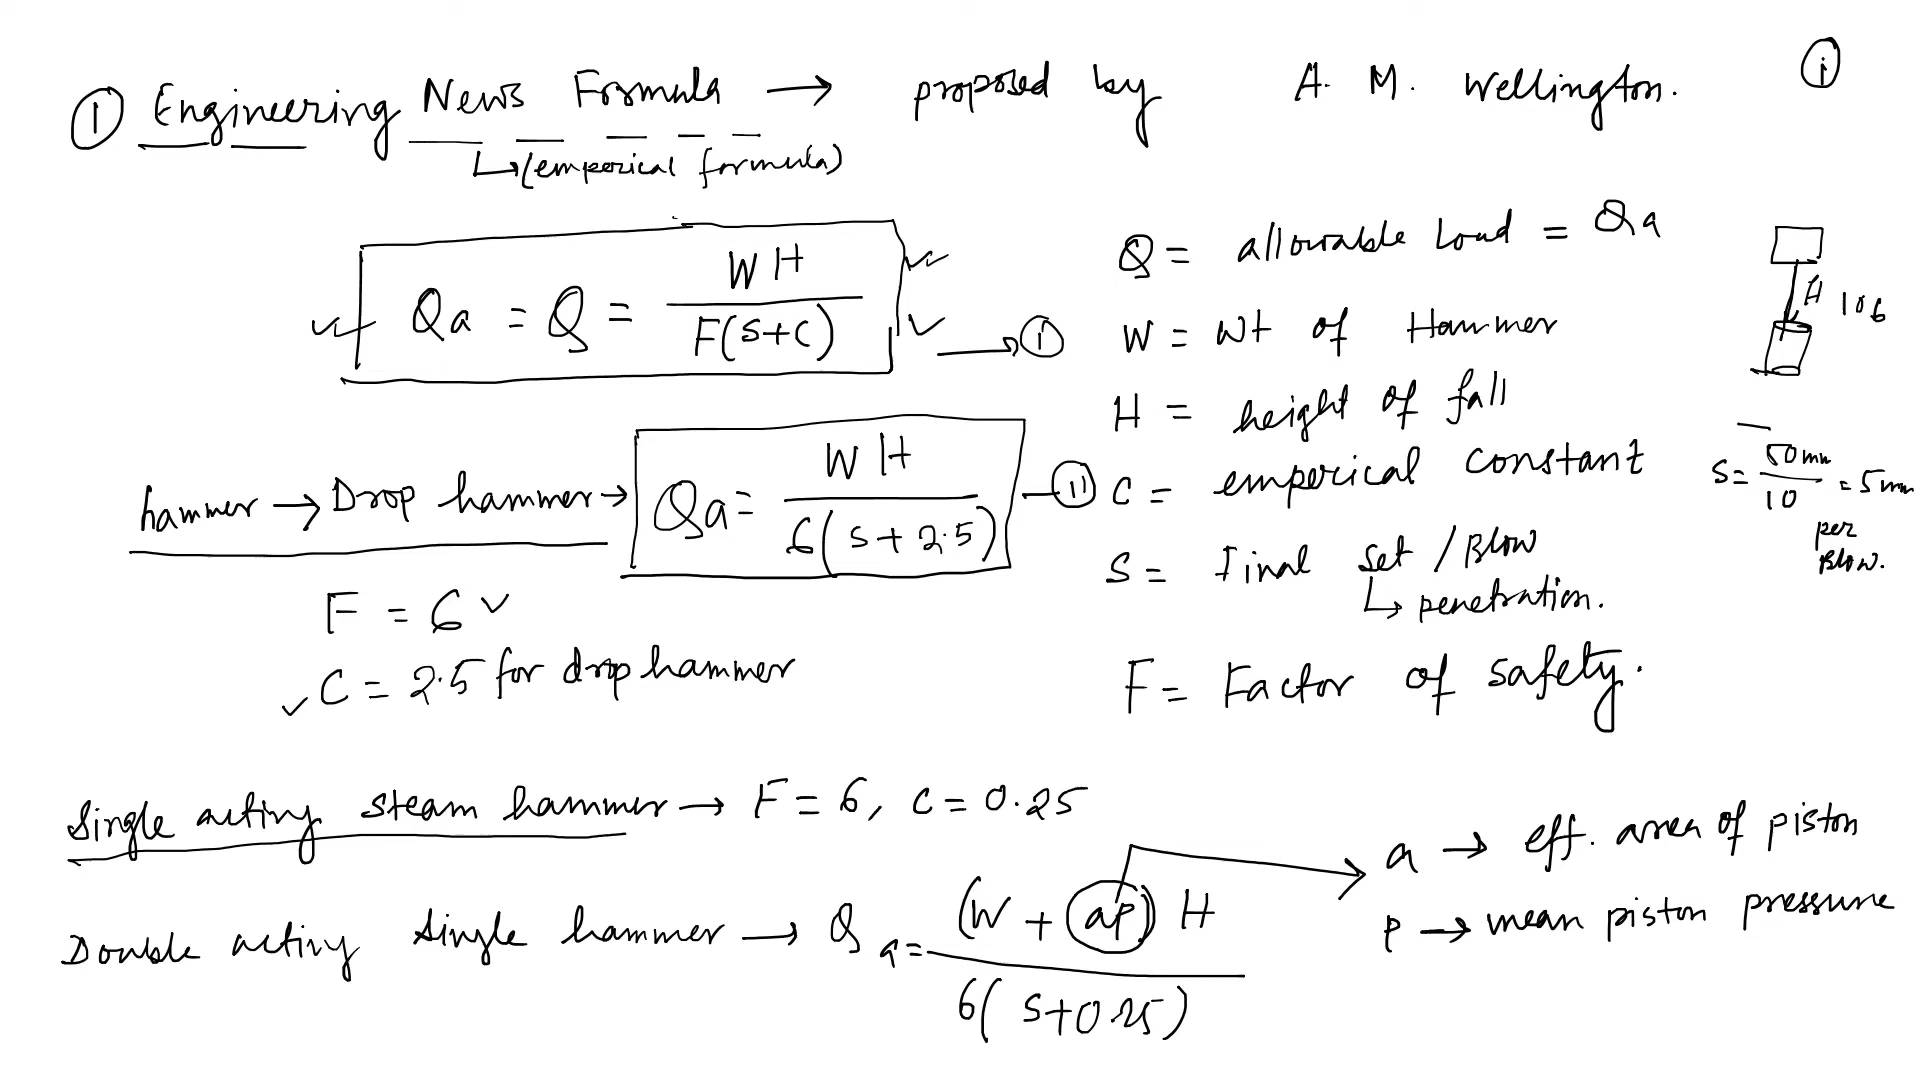 ① Engineering News Formula → proposed by A. M. Wellington. ⓘ
↳ (emperical formula)
Qa = Q = WH / F(s+c) → ⓘ
Q = allowable Load = Qa
W = wt of Hammer
H = height of fall
C = emperical constant
S = Final set / Blow
↳ penetration.
F = Factor of safety.
H
S = 50mm / 10 = 5mm
per
Blow.
hammer → Drop hammer → Qa = WH / 6(s+2.5) — ⓘⓘ
F = 6 ✓
✓ C = 2.5 for drop hammer
Single acting steam hammer → F = 6, C = 0.25
Double acting single hammer → Qa = (W + ap) H / 6(s+0.25)
a → eff. area of piston
P → mean piston pressure